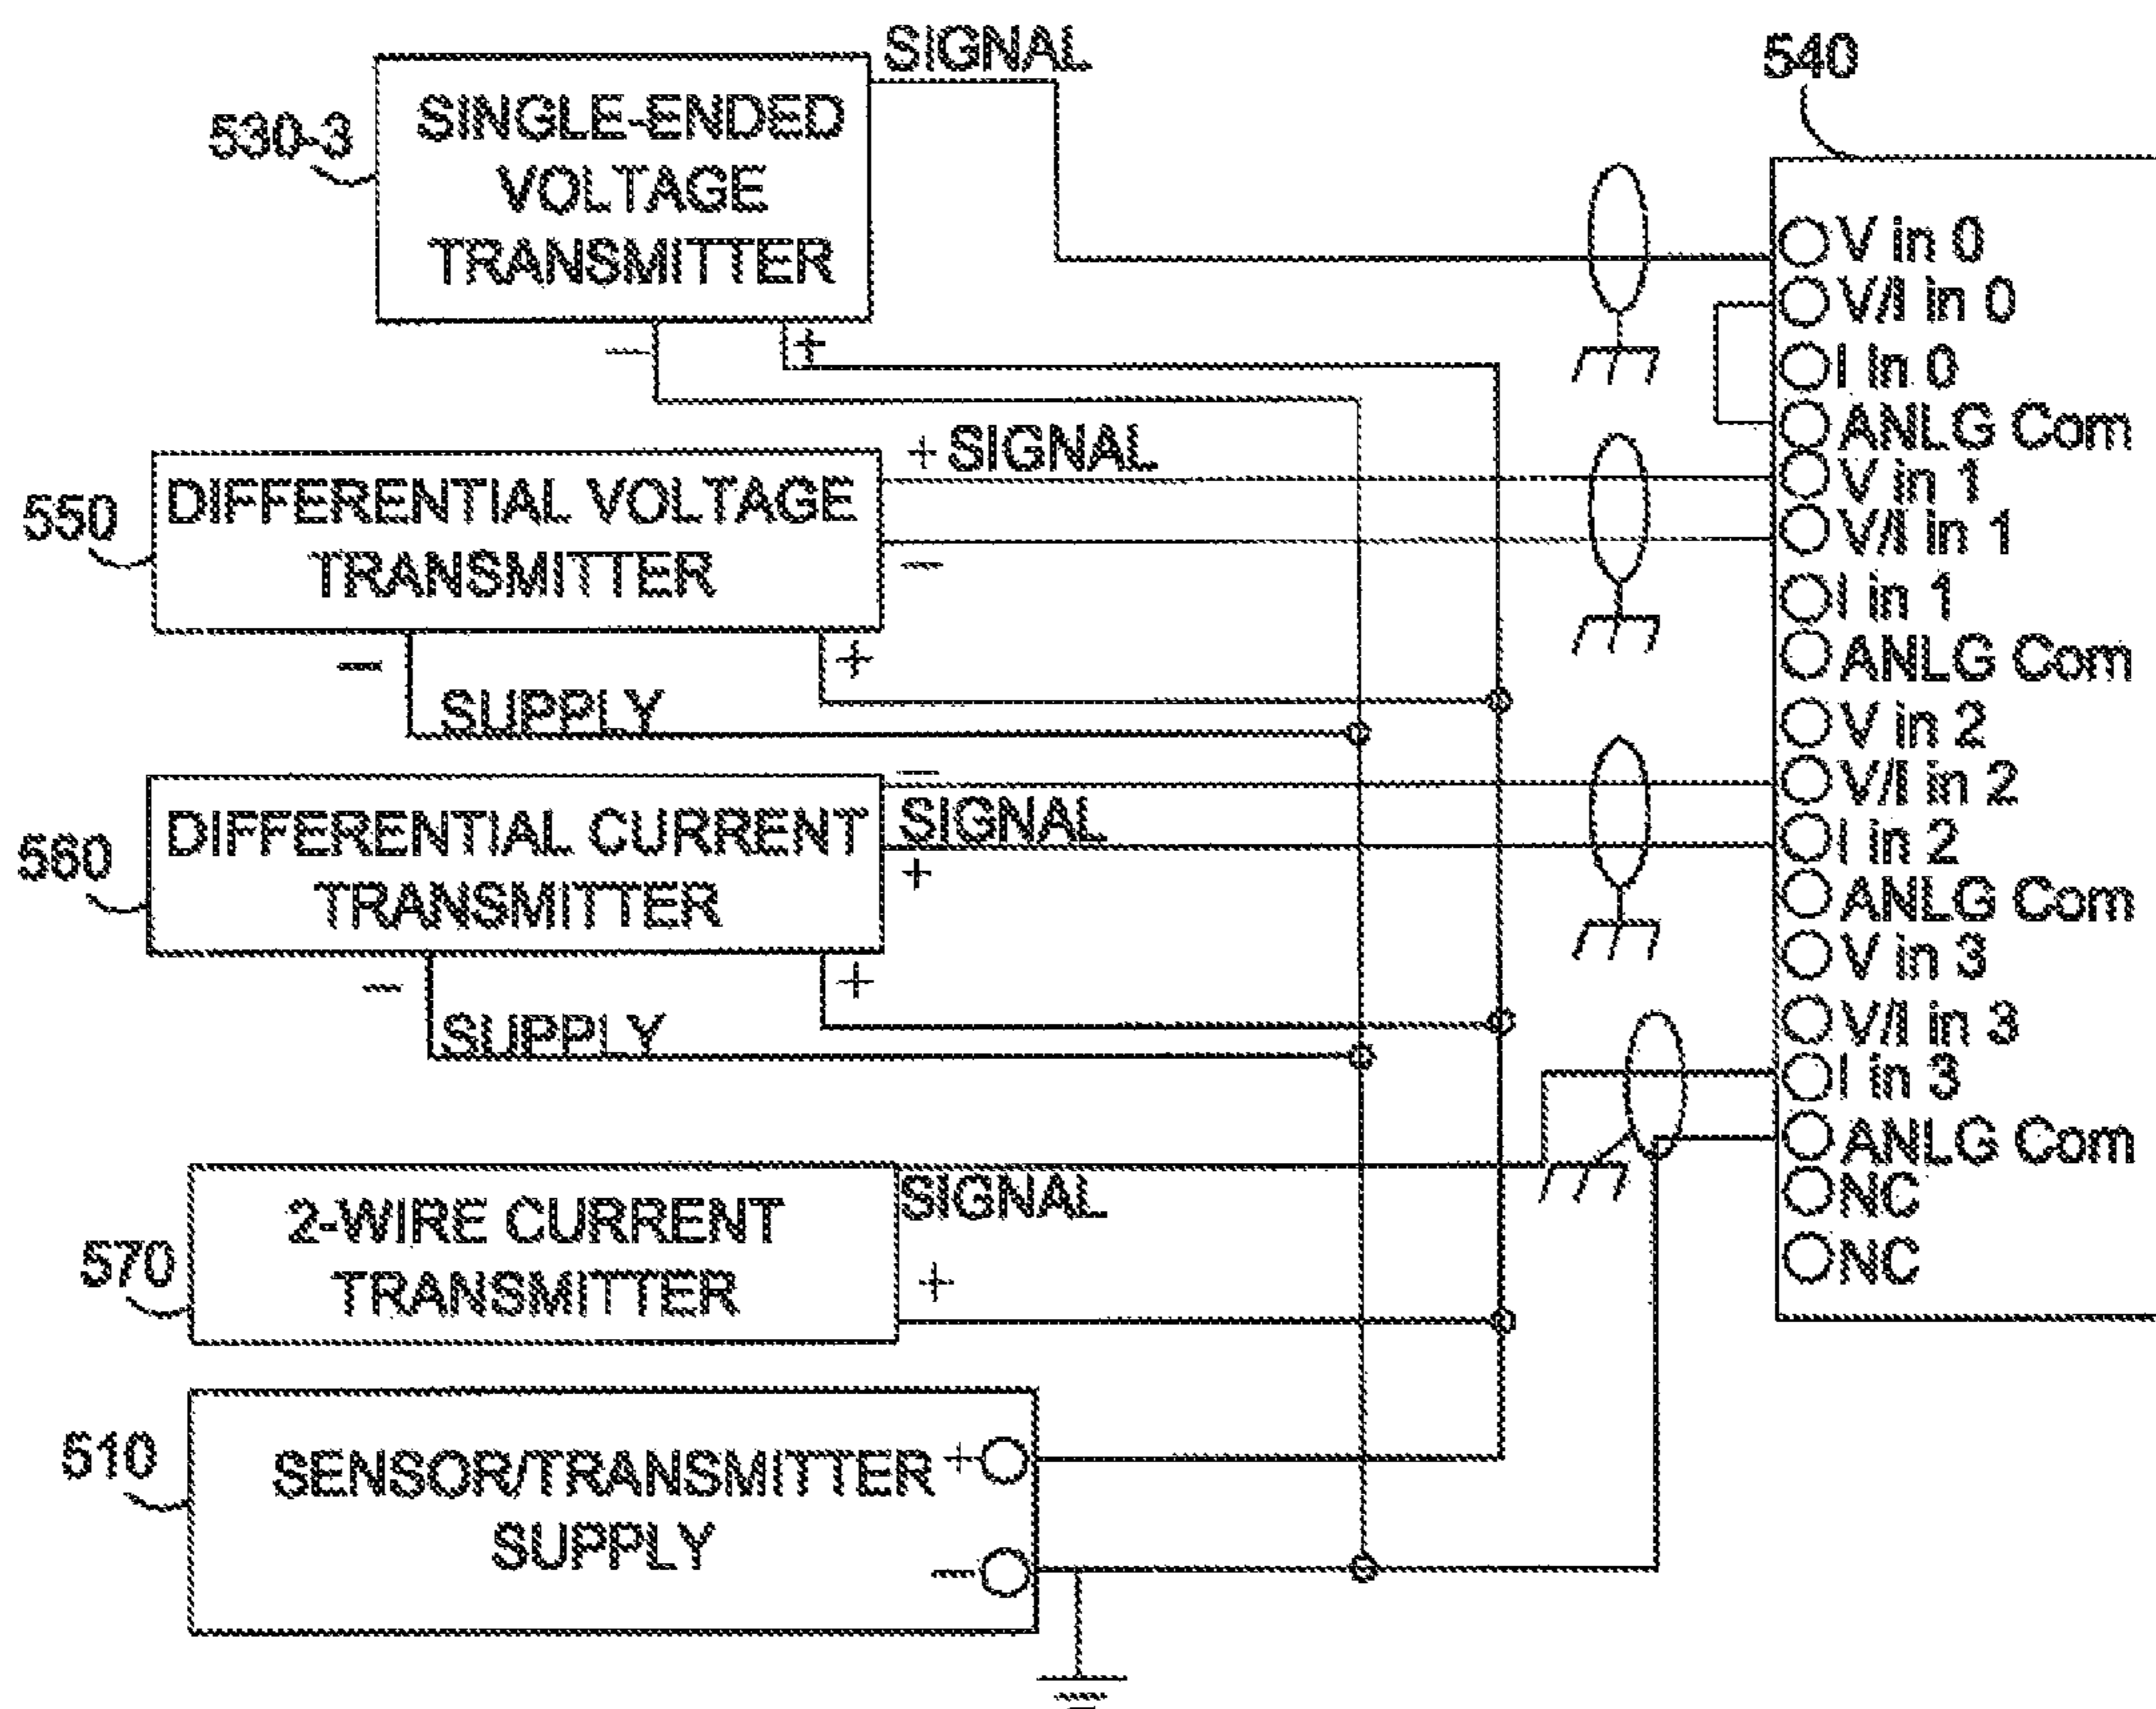 SIGNAL
540
530-3
SINGLE-ENDED
VOLTAGE
TRANSMITTER
− +
V in 0
V/I in 0
I in 0
ANLG Com
V in 1
V/I in 1
I in 1
ANLG Com
V in 2
V/I in 2
I in 2
ANLG Com
V in 3
V/I in 3
I in 3
ANLG Com
NC
NC
+ SIGNAL
−
550
DIFFERENTIAL VOLTAGE
TRANSMITTER
− +
SUPPLY
−
SIGNAL
+
560
DIFFERENTIAL CURRENT
TRANSMITTER
− +
SUPPLY
SIGNAL
+
570
2-WIRE CURRENT
TRANSMITTER
510
SENSOR/TRANSMITTER +
SUPPLY
−